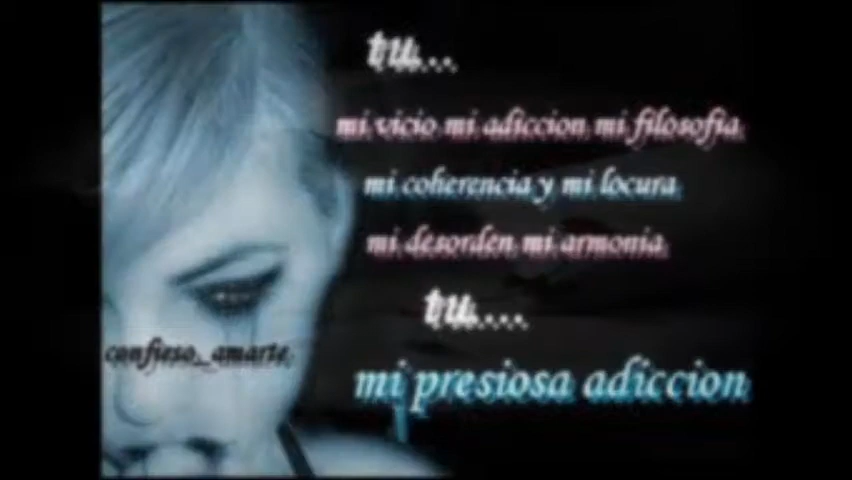 tu...
mi vicio mi adiccion mi filosofia
mi coherencia y mi locura
mi desorden mi armonia
tu....
confieso_amarte
mi presiosa adiccion